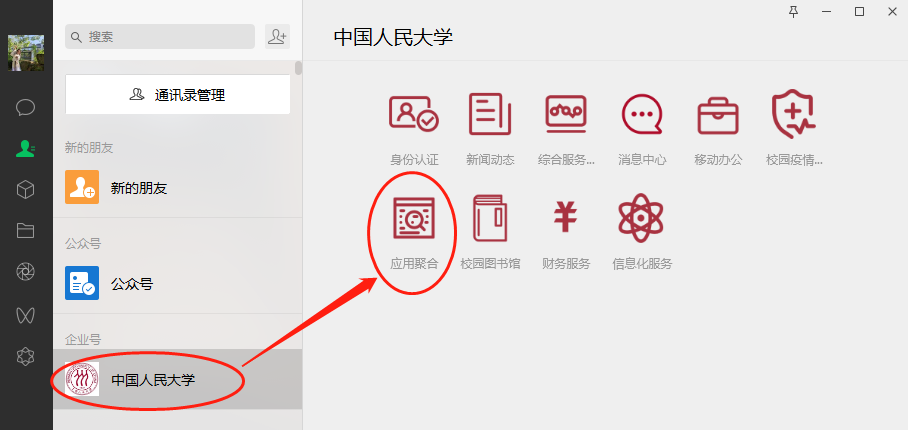 搜索
通讯录管理
新的朋友
新的朋友
公众号
公众号
企业号
中国人民大学
中国人民大学
身份认证
新闻动态
综合服务...
消息中心
移动办公
校园疫情...
应用聚合
校园图书馆
财务服务
信息化服务